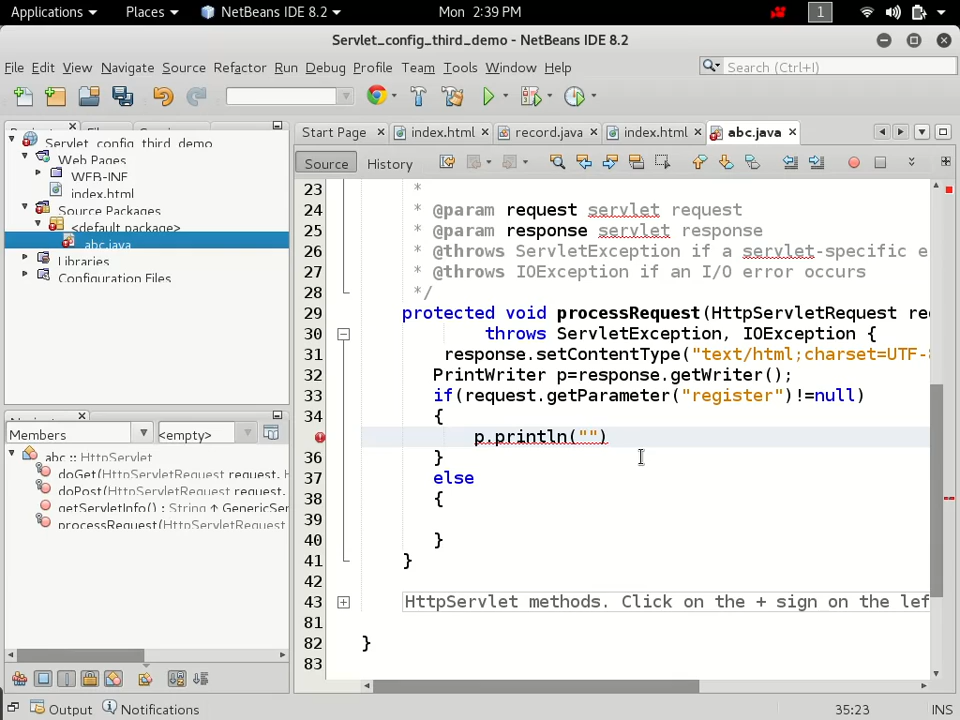 Applications Places NetBeans IDE 8.2 Mon 2:39 PM 1
Servlet_config_third_demo - NetBeans IDE 8.2
File Edit View Navigate Source Refactor Run Debug Profile Team Tools Window Help Search (Ctrl+I)
Start Page index.html record.java index.html abc.java
Servlet_config_third_demo
Web Pages
WEB-INF
index.html
Source Packages
<default package>
abc.java
Libraries
Configuration Files
Source History
23 *
24 * @param request servlet request
25 * @param response servlet response
26 * @throws ServletException if a servlet-specific e
27 * @throws IOException if an I/O error occurs
28 */
29 protected void processRequest(HttpServletRequest re
30 throws ServletException, IOException {
31 response.setContentType("text/html;charset=UTF-8
32 PrintWriter p=response.getWriter();
33 if(request.getParameter("register")!=null)
34 {
p.println("")
36 }
37 else
38 {
39
40 }
41 }
42
43 HttpServlet methods. Click on the + sign on the lef
81
82 }
83
Members <empty>
abc :: HttpServlet
doGet(HttpServletRequest request,
doPost(HttpServletRequest request,
getServletInfo() : String ↑ GenericSer
processRequest(HttpServletRequest
Output Notifications 35:23 INS